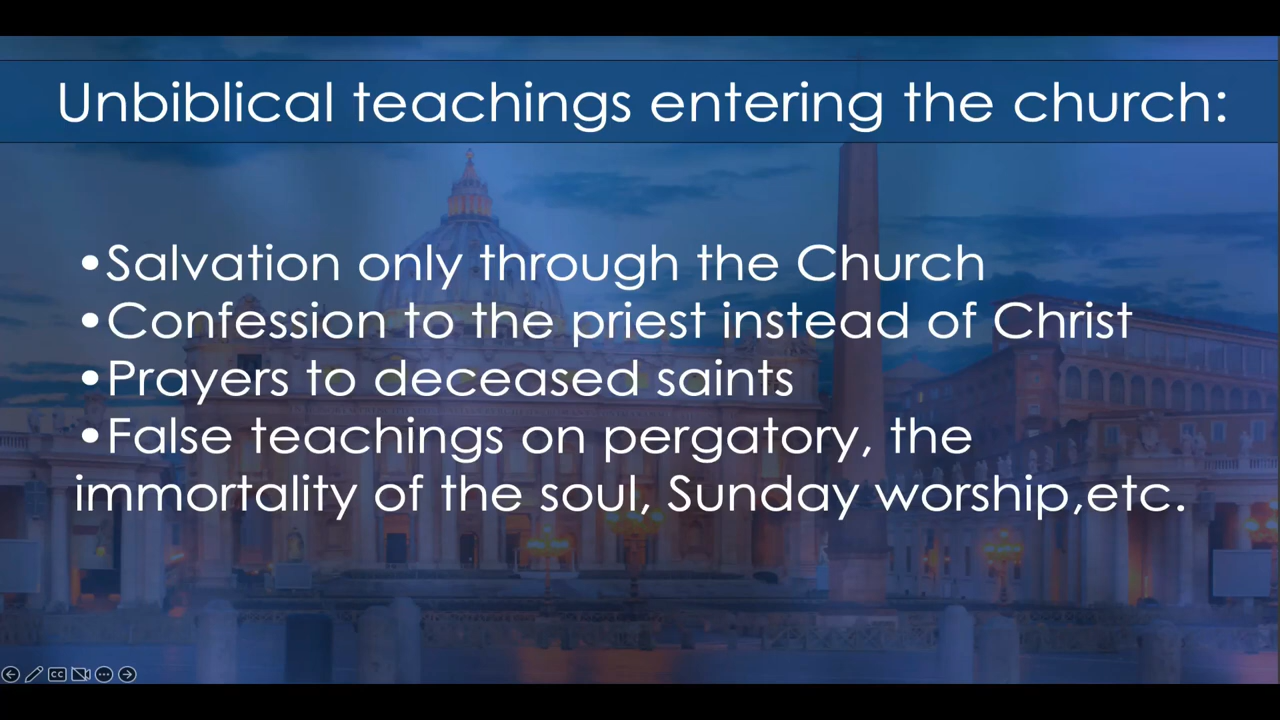 Unbiblical teachings entering the church:
•Salvation only through the Church
•Confession to the priest instead of Christ
•Prayers to deceased saints
•False teachings on pergatory, the
immortality of the soul, Sunday worship,etc.
CC